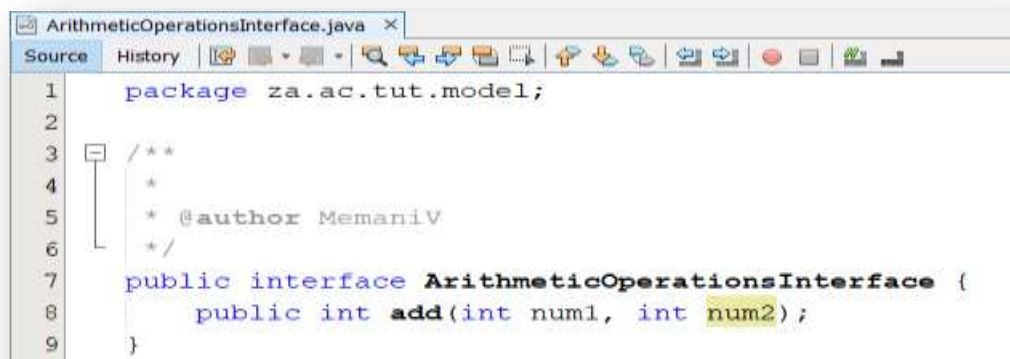 ArithmeticOperationsInterface.java ×
Source History
1 package za.ac.tut.model;
2
3 /**
4 *
5 * @author MemaniV
6 */
7 public interface ArithmeticOperationsInterface {
8 public int add(int num1, int num2);
9 }